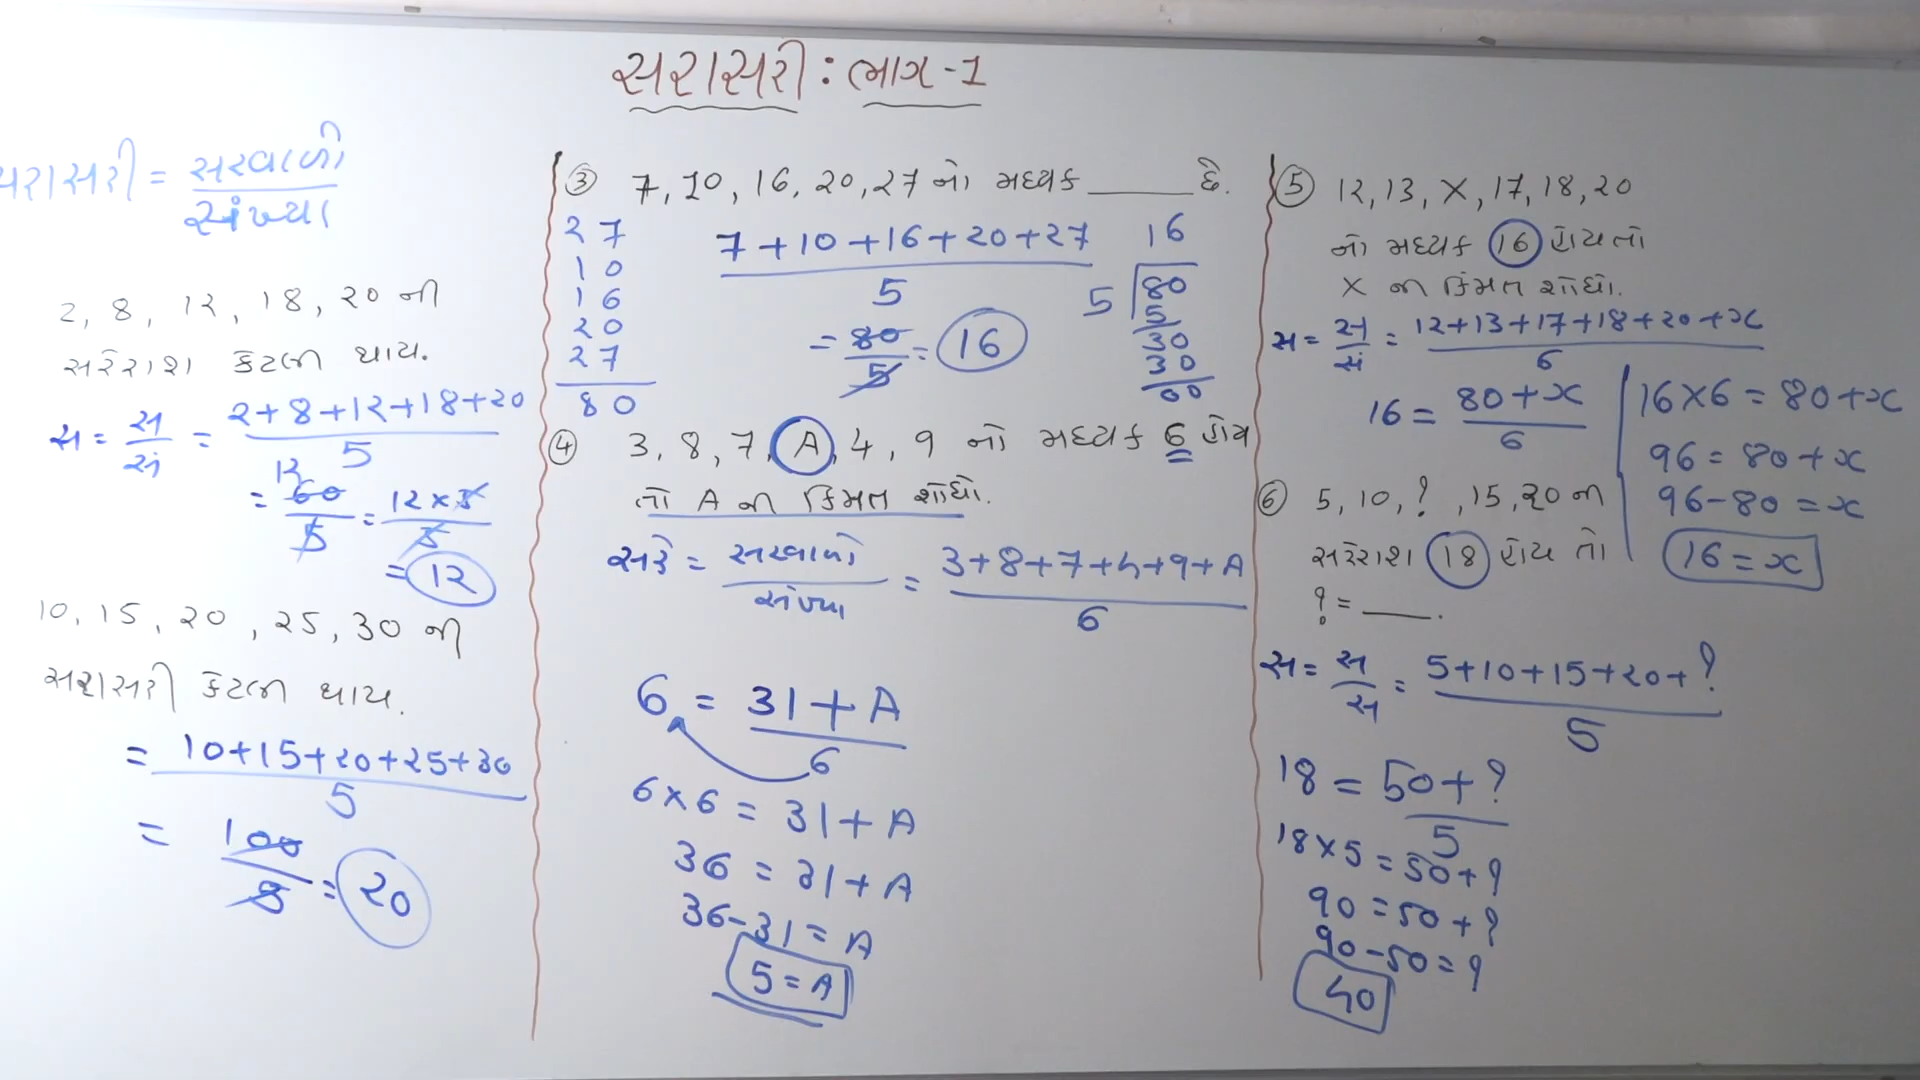 સરાસરી : ભાગ-1
સરાસરી = સરવાળો
સંખ્યા
2, 8, 12, 18, 20 ની
સરેરાશ કેટલી થાય.
સ = સ/સં = 2+8+12+18+20
5
12
= 60/5 = 12×5/5
= 12
10, 15, 20, 25, 30 ની
સરાસરી કેટલી થાય.
= 10+15+20+25+30
5
= 100/5 = 20
③ 7, 10, 16, 20, 27 નો મધ્યક ____ છે.
27
10
16
20
27
80
7+10+16+20+27
5
= 80/5 = 16
16
5 80
5
30
30
00
④ 3, 8, 7, A, 4, 9 નો મધ્યક 6 હોય
તો A ની કિંમત શોધો.
સરે = સરવાળો/સંખ્યા = 3+8+7+4+9+A
6
6 = 31+A
6
6×6 = 31+A
36 = 31+A
36-31 = A
5 = A
⑤ 12, 13, X, 17, 18, 20
નો મધ્યક 16 હોય તો
X ની કિંમત શોધો.
સ = સ/સં = 12+13+17+18+20+x
6
16 = 80+x
6
16×6 = 80+x
96 = 80+x
96-80 = x
16 = x
⑥ 5, 10, ?, 15, 20 ની
સરેરાશ 18 હોય તો
? = ____.
સ = સ/સ = 5+10+15+20+?
5
18 = 50+?
5
18×5 = 50+?
90 = 50+?
90-50 = ?
40